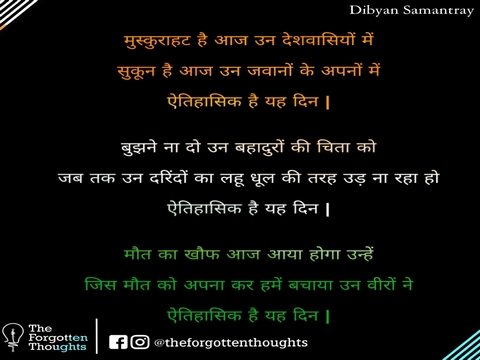 Dibyan Samantray
मुस्कुराहट है आज उन देशवासियों में
सुकून है आज उन जवानों के अपनों में
ऐतिहासिक है यह दिन |
बुझने ना दो उन बहादुरों की चिता को
जब तक उन दरिंदों का लहू धूल की तरह उड़ ना रहा हो
ऐतिहासिक है यह दिन |
मौत का खौफ आज आया होगा उन्हें
जिस मौत को अपना कर हमें बचाया उन वीरों ने
ऐतिहासिक है यह दिन |
The
Forgotten
Thoughts
@theforgottenthoughts